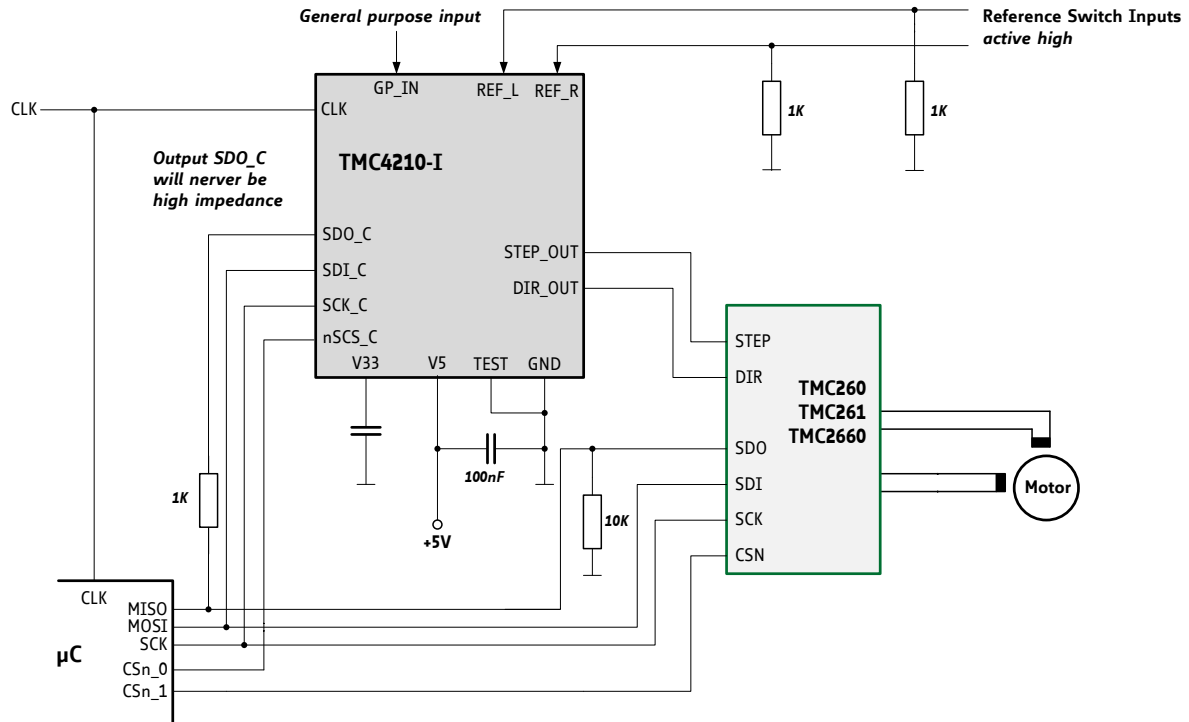 General purpose input
Reference Switch Inputs
active high
GP_IN
REF_L
REF_R
CLK
CLK
1K
1K
TMC4210-I
Output SDO_C
will nerver be
high impedance
SDO_C
SDI_C
SCK_C
nSCS_C
STEP_OUT
DIR_OUT
V33
V5
TEST
GND
STEP
DIR
TMC260
TMC261
TMC2660
SDO
SDI
SCK
CSN
100nF
1K
10K
+5V
Motor
CLK
MISO
MOSI
SCK
CSn_0
CSn_1
µC